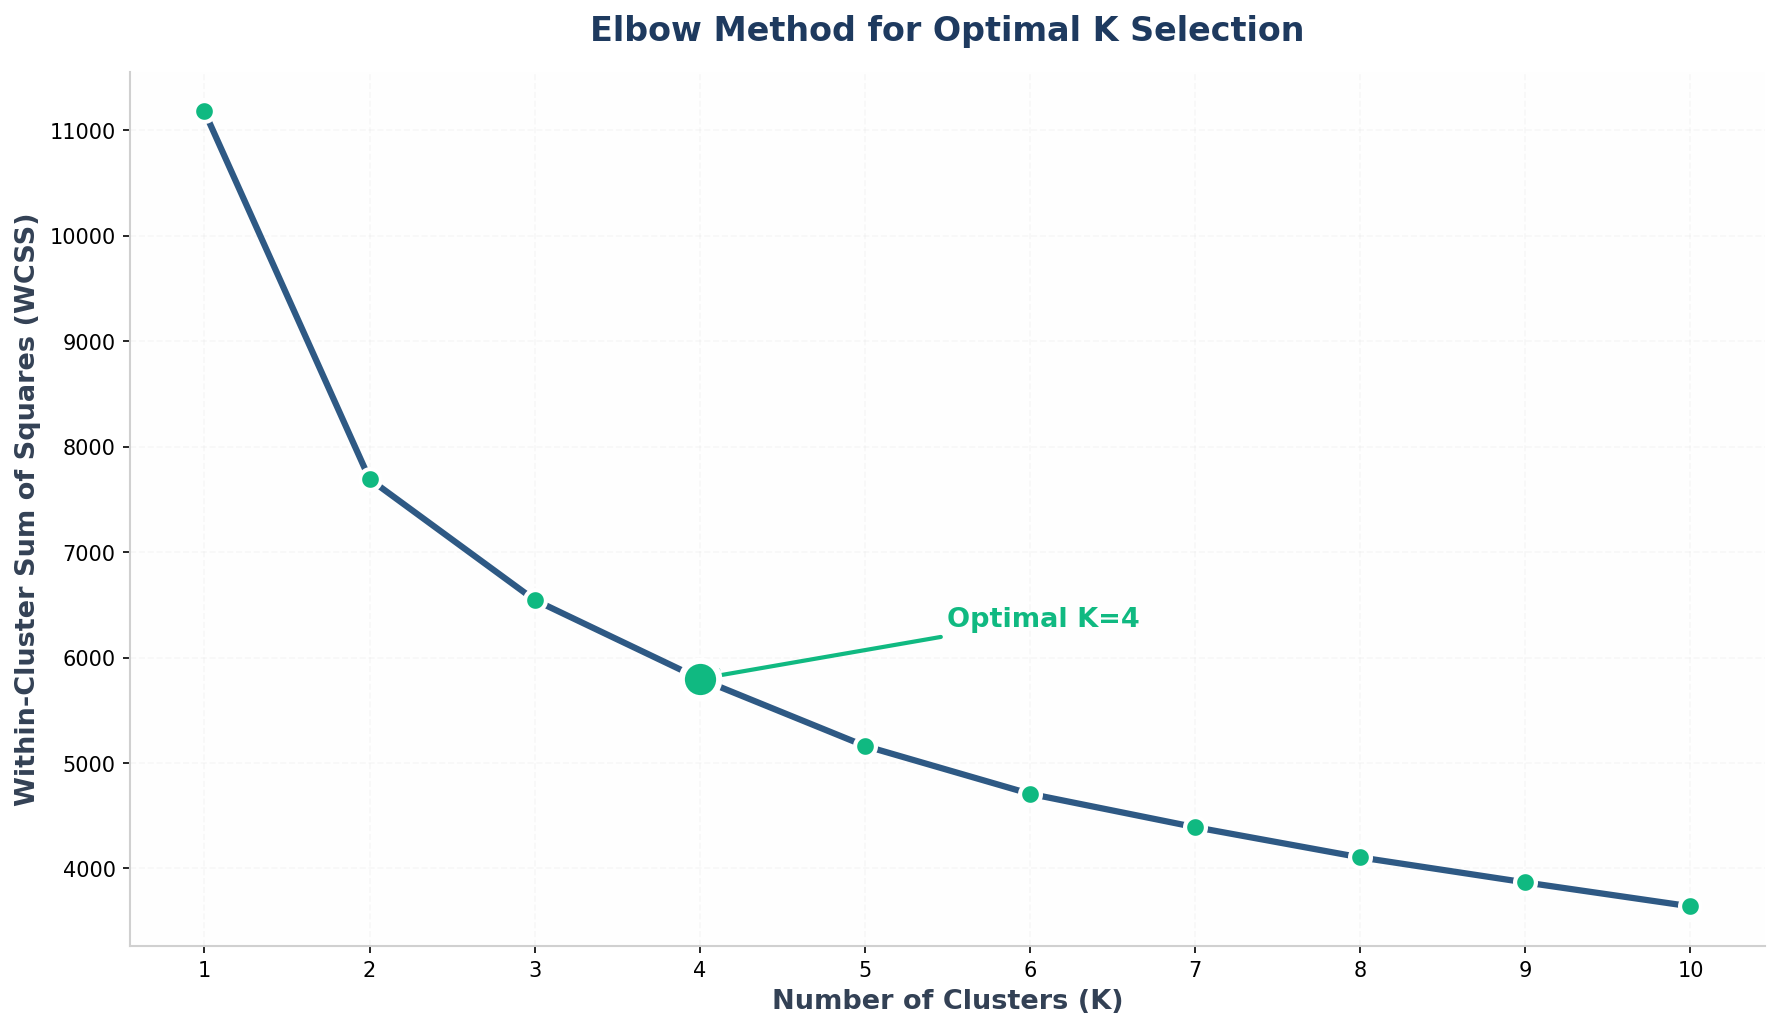 Elbow Method for Optimal K Selection
Within-Cluster Sum of Squares (WCSS)
11000
10000
9000
8000
7000
6000
5000
4000
Optimal K=4
1 2 3 4 5 6 7 8 9 10
Number of Clusters (K)